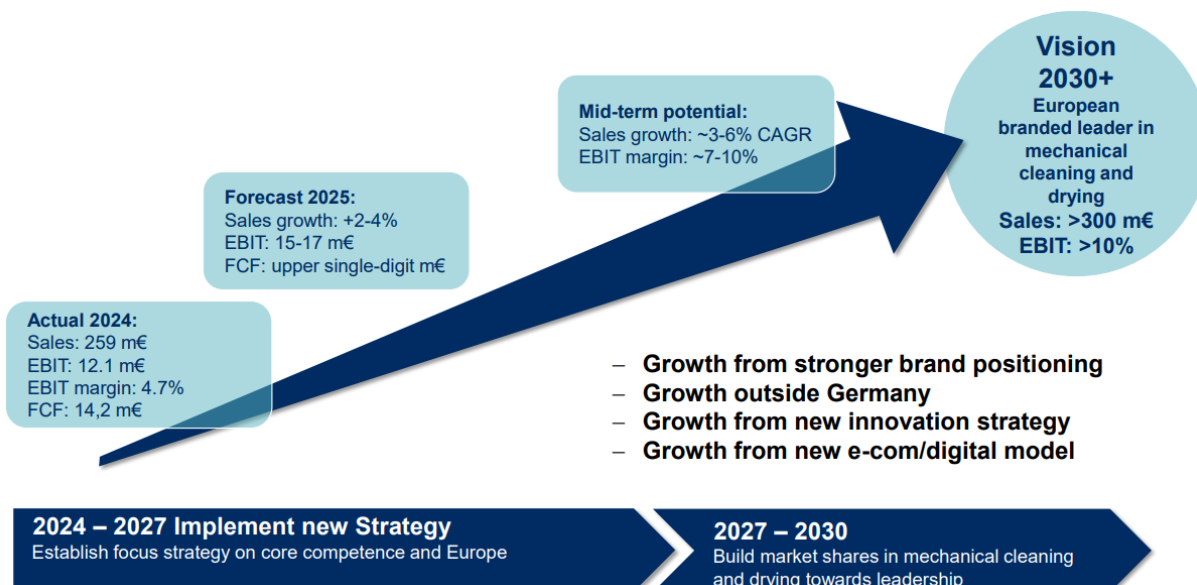 Vision
2030+
European
branded leader in
mechanical
cleaning and
drying
Sales: >300 m€
EBIT: >10%
Mid-term potential:
Sales growth: ~3-6% CAGR
EBIT margin: ~7-10%
Forecast 2025:
Sales growth: +2-4%
EBIT: 15-17 m€
FCF: upper single-digit m€
Actual 2024:
Sales: 259 m€
EBIT: 12.1 m€
EBIT margin: 4.7%
FCF: 14,2 m€
– Growth from stronger brand positioning
– Growth outside Germany
– Growth from new innovation strategy
– Growth from new e-com/digital model
2024 – 2027 Implement new Strategy
Establish focus strategy on core competence and Europe
2027 – 2030
Build market shares in mechanical cleaning
and drying towards leadership